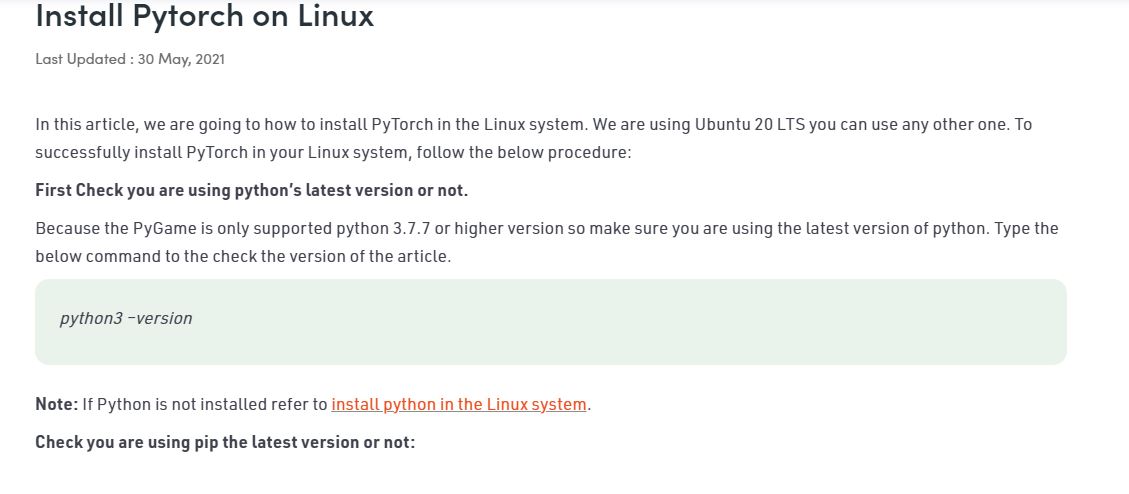 Install Pytorch on Linux
Last Updated : 30 May, 2021
In this article, we are going to how to install PyTorch in the Linux system. We are using Ubuntu 20 LTS you can use any other one. To
successfully install PyTorch in your Linux system, follow the below procedure:
First Check you are using python’s latest version or not.
Because the PyGame is only supported python 3.7.7 or higher version so make sure you are using the latest version of python. Type the
below command to the check the version of the article.
python3 –version
Note: If Python is not installed refer to install python in the Linux system.
Check you are using pip the latest version or not: